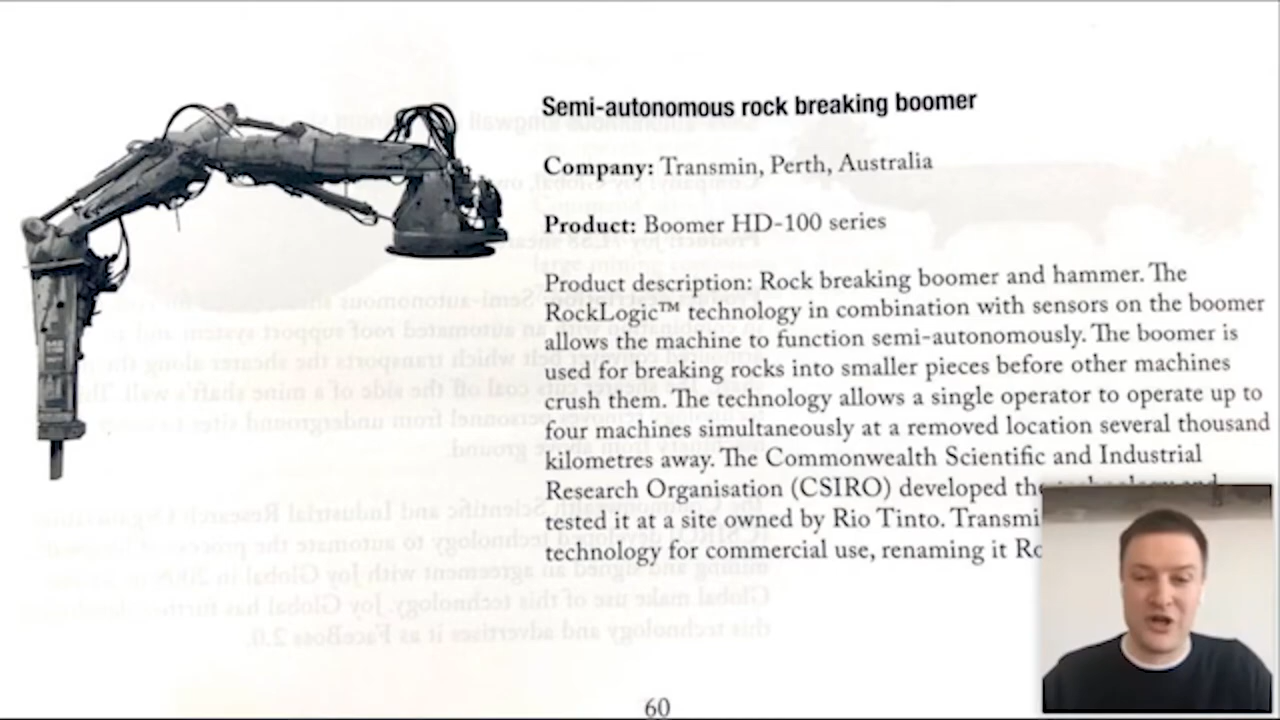 Semi-autonomous rock breaking boomer
Company: Transmin, Perth, Australia
Product: Boomer HD-100 series
Product description: Rock breaking boomer and hammer. The
RockLogic™ technology in combination with sensors on the boomer
allows the machine to function semi-autonomously. The boomer is
used for breaking rocks into smaller pieces before other machines
crush them. The technology allows a single operator to operate up to
four machines simultaneously at a removed location several thousand
kilometres away. The Commonwealth Scientific and Industrial
Research Organisation (CSIRO) developed the
tested it at a site owned by Rio Tinto.
technology for commercial use, renaming it
60